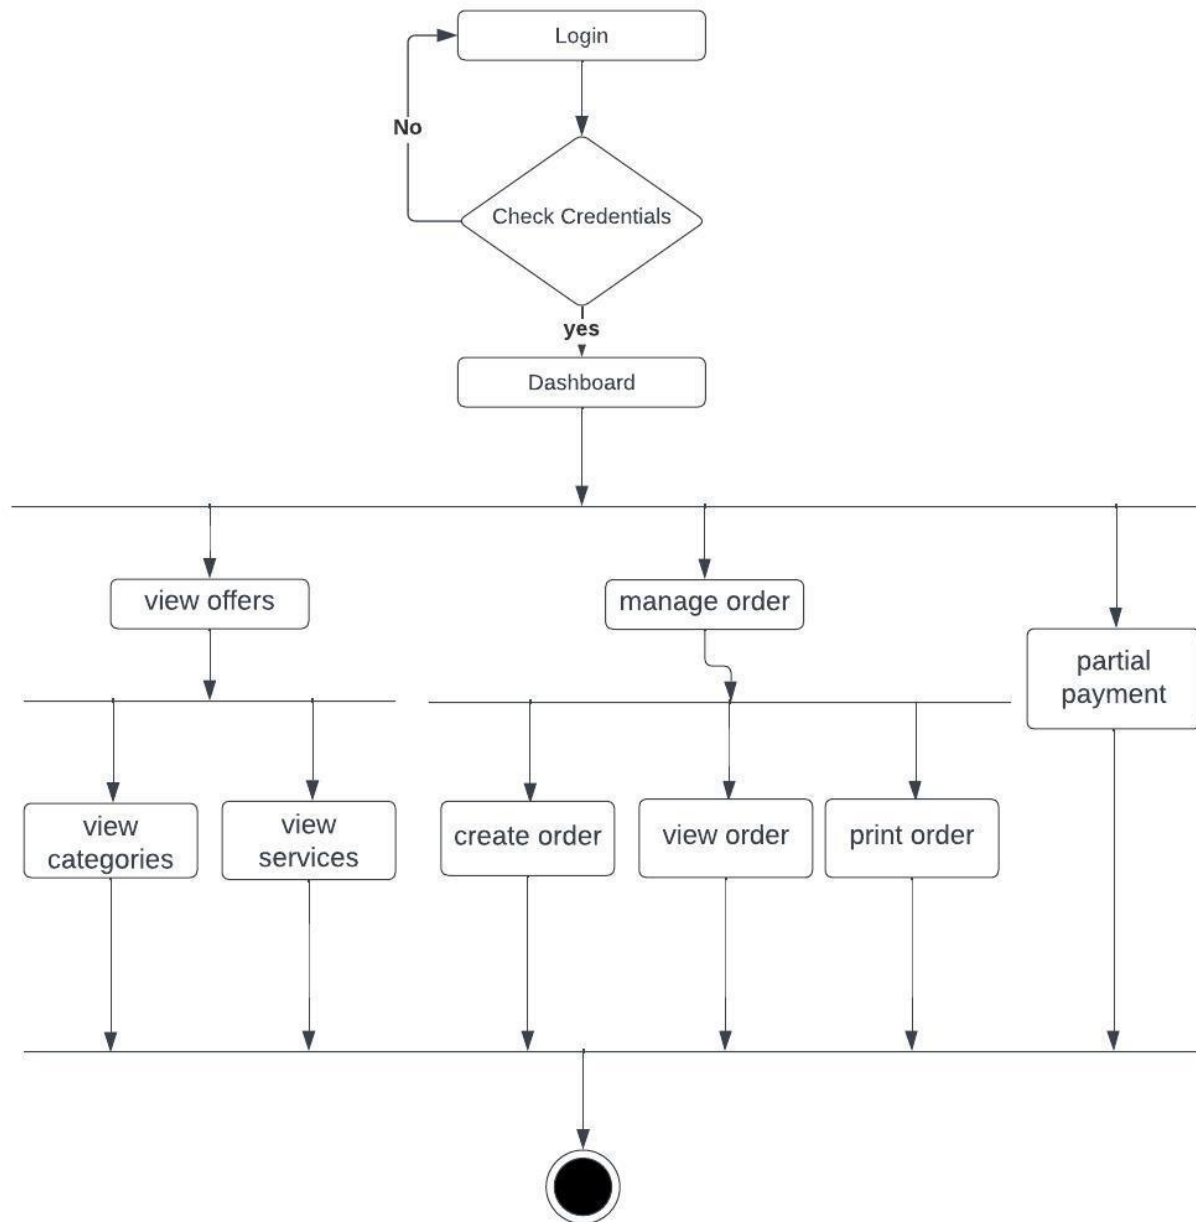 Login
No
Check Credentials
yes
Dashboard
view offers
manage order
partial
payment
view
categories
view
services
create order
view order
print order